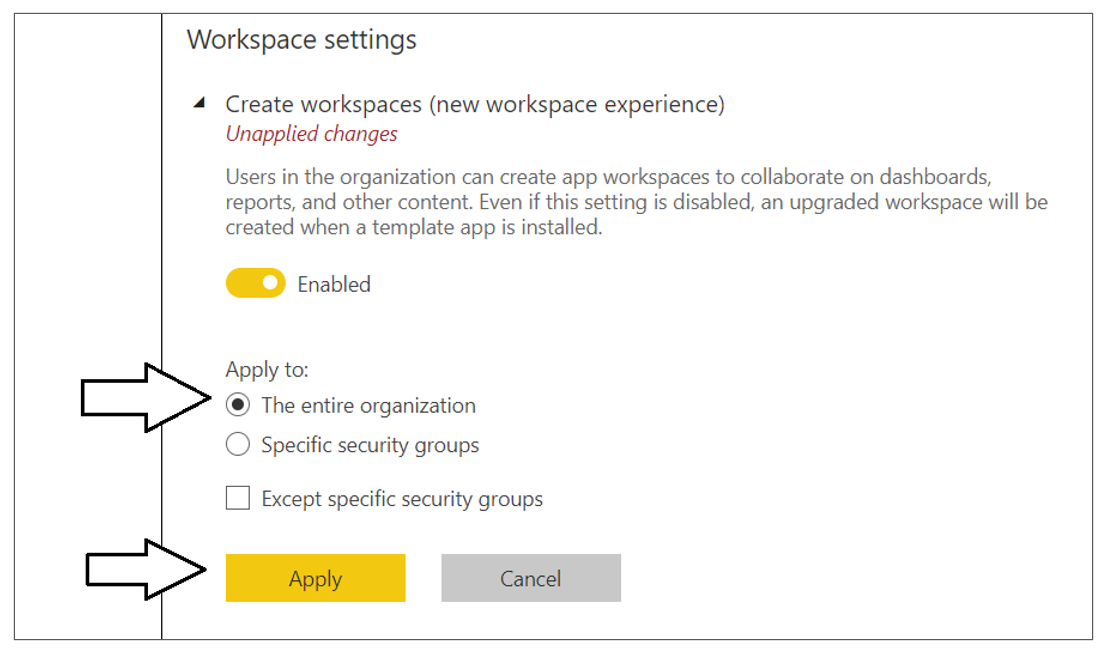 Workspace settings
Create workspaces (new workspace experience)
Unapplied changes
Users in the organization can create app workspaces to collaborate on dashboards,
reports, and other content. Even if this setting is disabled, an upgraded workspace will be
created when a template app is installed.
Enabled
Apply to:
The entire organization
Specific security groups
Except specific security groups
Apply
Cancel